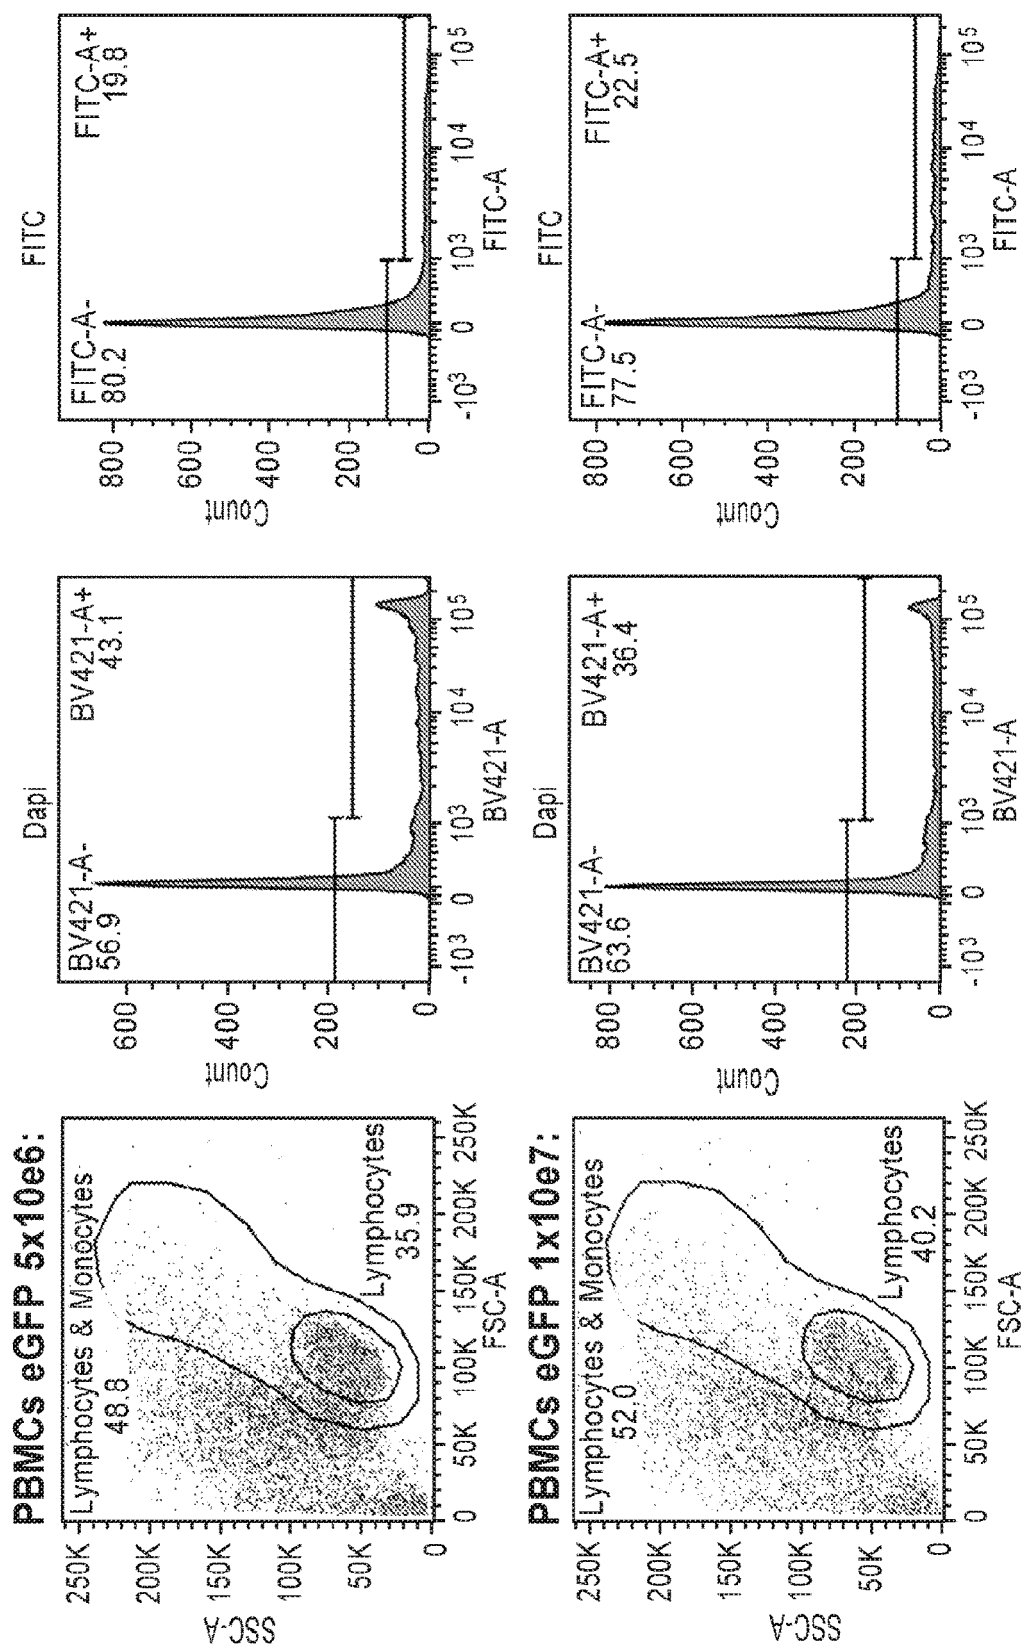 PBMCs eGFP 5x10e6:
250K
200K
150K
100K
50K
0
SSC-A
Lymphocytes & Monocytes
48.8
Lymphocytes
35.9
0 50K 100K 150K 200K 250K
FSC-A
Dapi
600
400
200
0
Count
BV421-A-
56.9
BV421-A+
43.1
-10³ 0 10³ 10⁴ 10⁵
BV421-A
FITC
800
600
400
200
0
Count
FITC-A-
80.2
FITC-A+
19.8
-10³ 0 10³ 10⁴ 10⁵
FITC-A
PBMCs eGFP 1x10e7:
250K
200K
150K
100K
50K
0
SSC-A
Lymphocytes & Monocytes
52.0
Lymphocytes
40.2
0 50K 100K 150K 200K 250K
FSC-A
Dapi
800
600
400
200
0
Count
BV421-A-
63.6
BV421-A+
36.4
-10³ 0 10³ 10⁴ 10⁵
BV421-A
FITC
800
600
400
200
0
Count
FITC-A-
77.5
FITC-A+
22.5
-10³ 0 10³ 10⁴ 10⁵
FITC-A